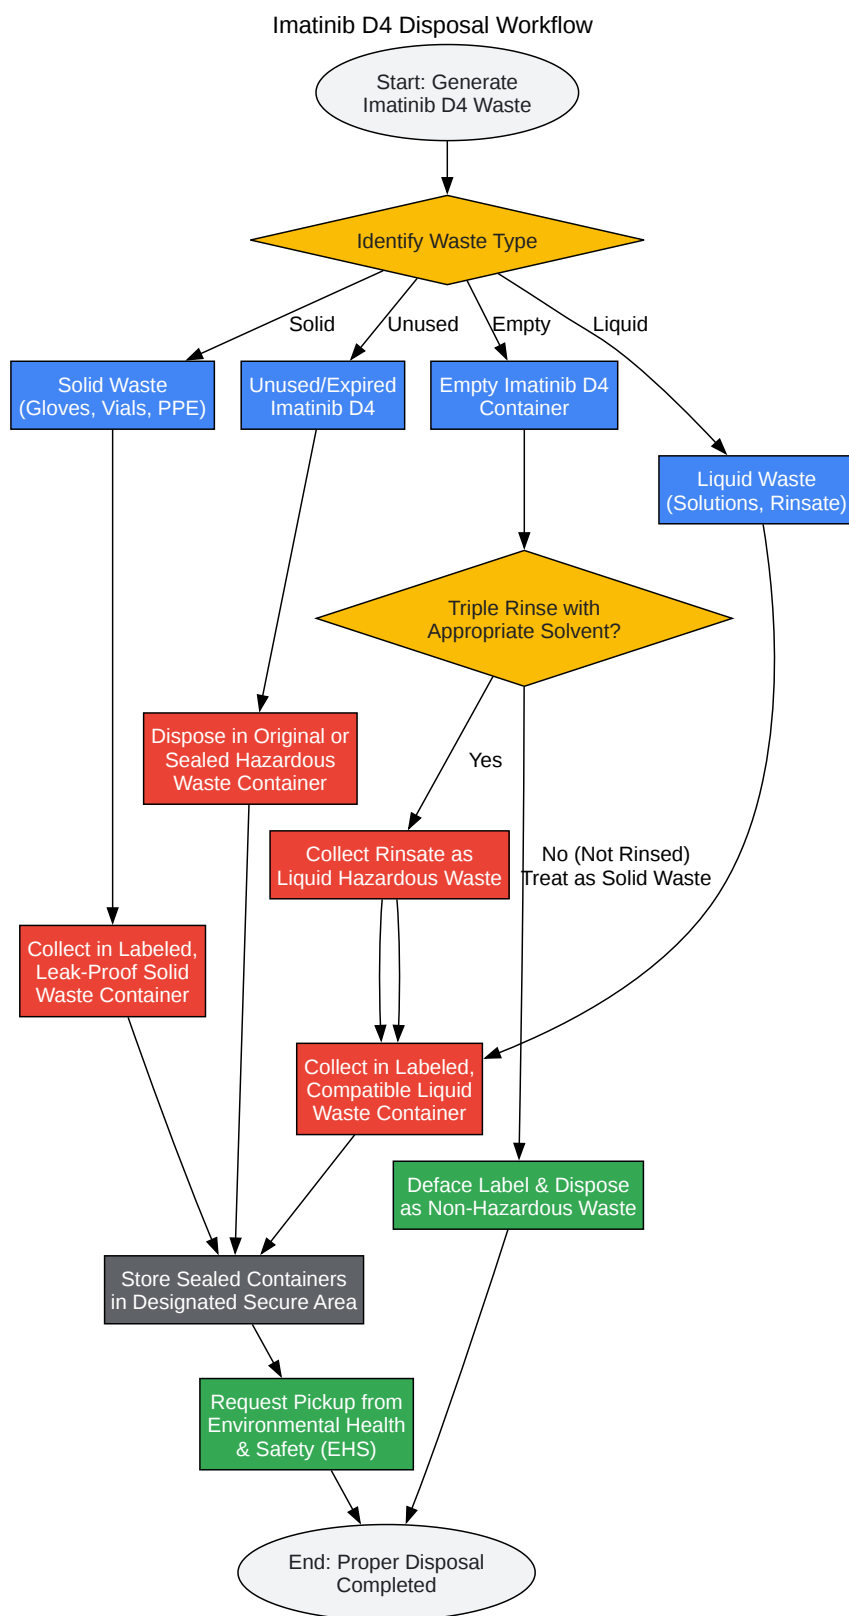 Imatinib D4 Disposal Workflow
Start: Generate
Imatinib D4 Waste
Identify Waste Type
Solid
Unused
Empty
Liquid
Solid Waste
(Gloves, Vials, PPE)
Unused/Expired
Imatinib D4
Empty Imatinib D4
Container
Liquid Waste
(Solutions, Rinsate)
Triple Rinse with
Appropriate Solvent?
Dispose in Original or
Sealed Hazardous
Waste Container
Yes
Collect Rinsate as
Liquid Hazardous Waste
No (Not Rinsed)
Treat as Solid Waste
Collect in Labeled,
Leak-Proof Solid
Waste Container
Collect in Labeled,
Compatible Liquid
Waste Container
Deface Label & Dispose
as Non-Hazardous Waste
Store Sealed Containers
in Designated Secure Area
Request Pickup from
Environmental Health
& Safety (EHS)
End: Proper Disposal
Completed